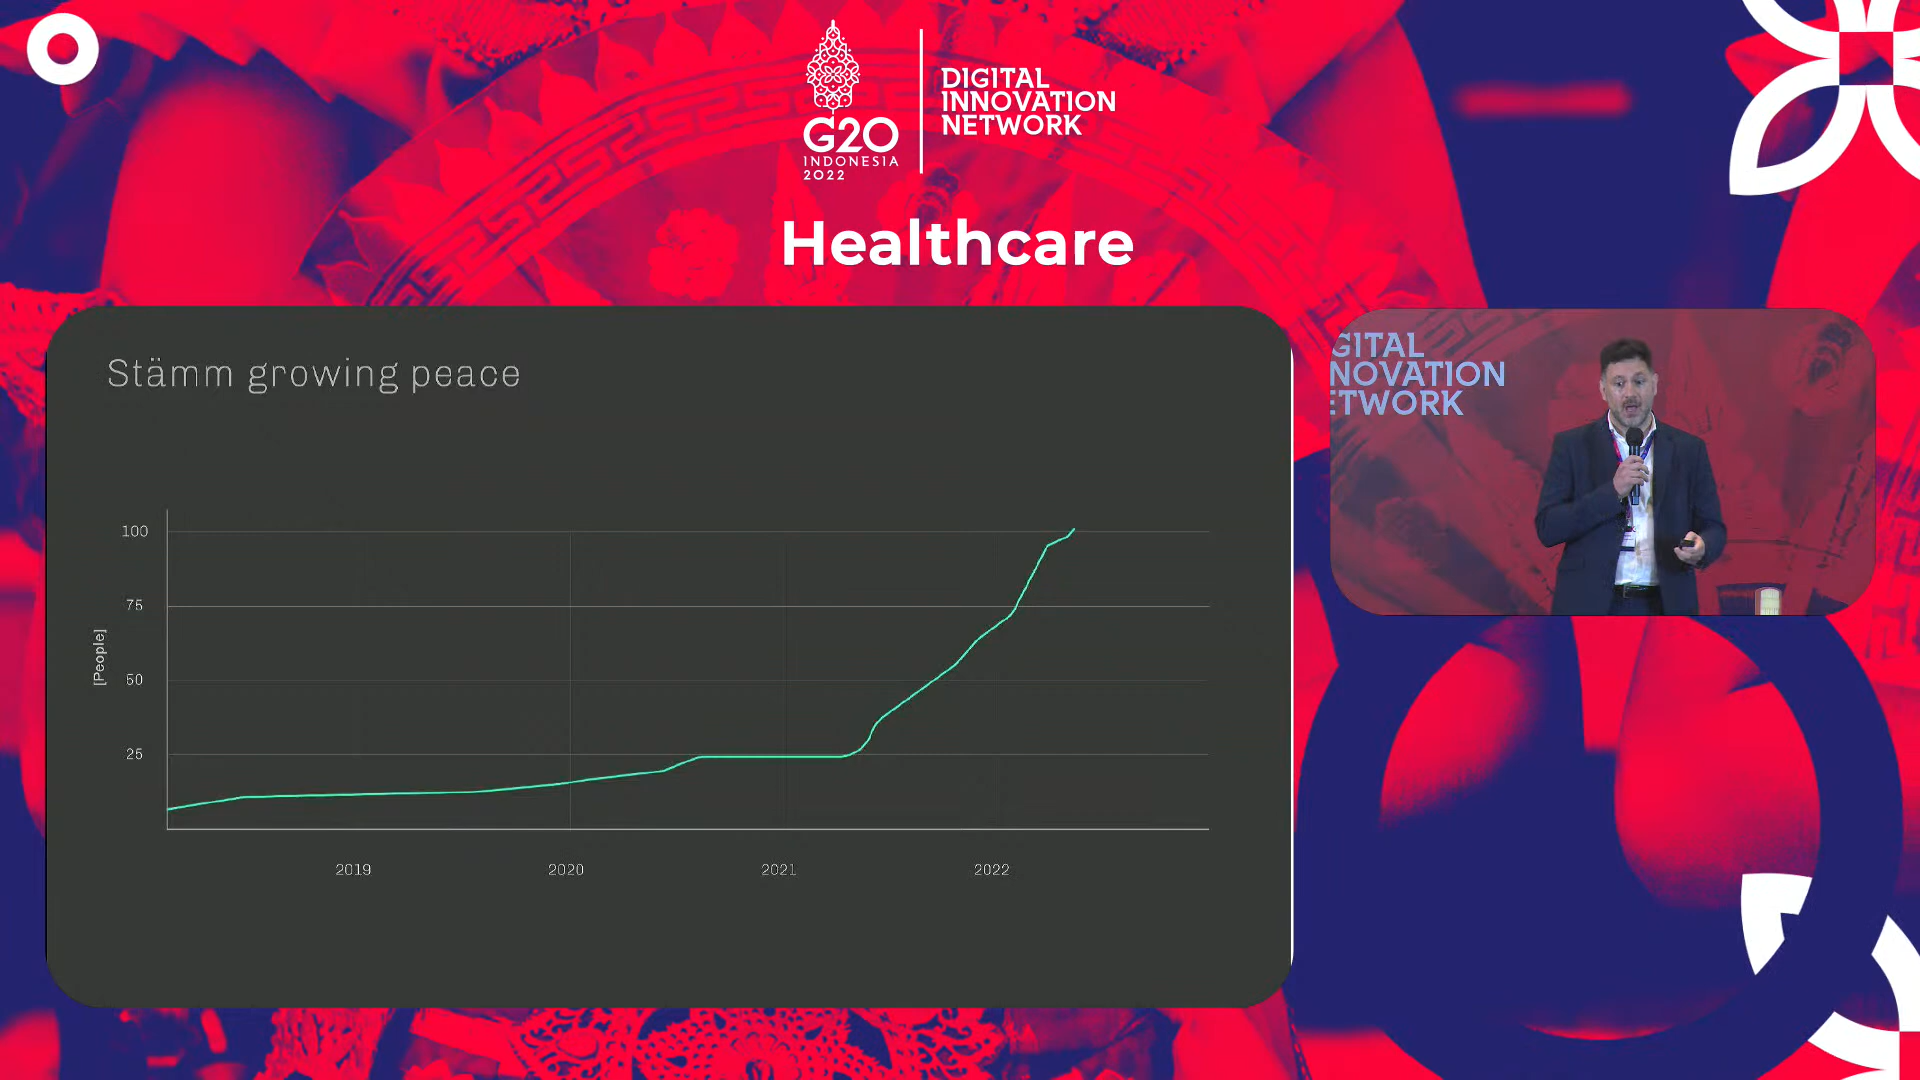 G20
INDONESIA
2022
DIGITAL
INNOVATION
NETWORK
Healthcare
Stämm growing peace
100
75
50
25
[People]
2019
2020
2021
2022
GITAL
NOVATION
ETWORK